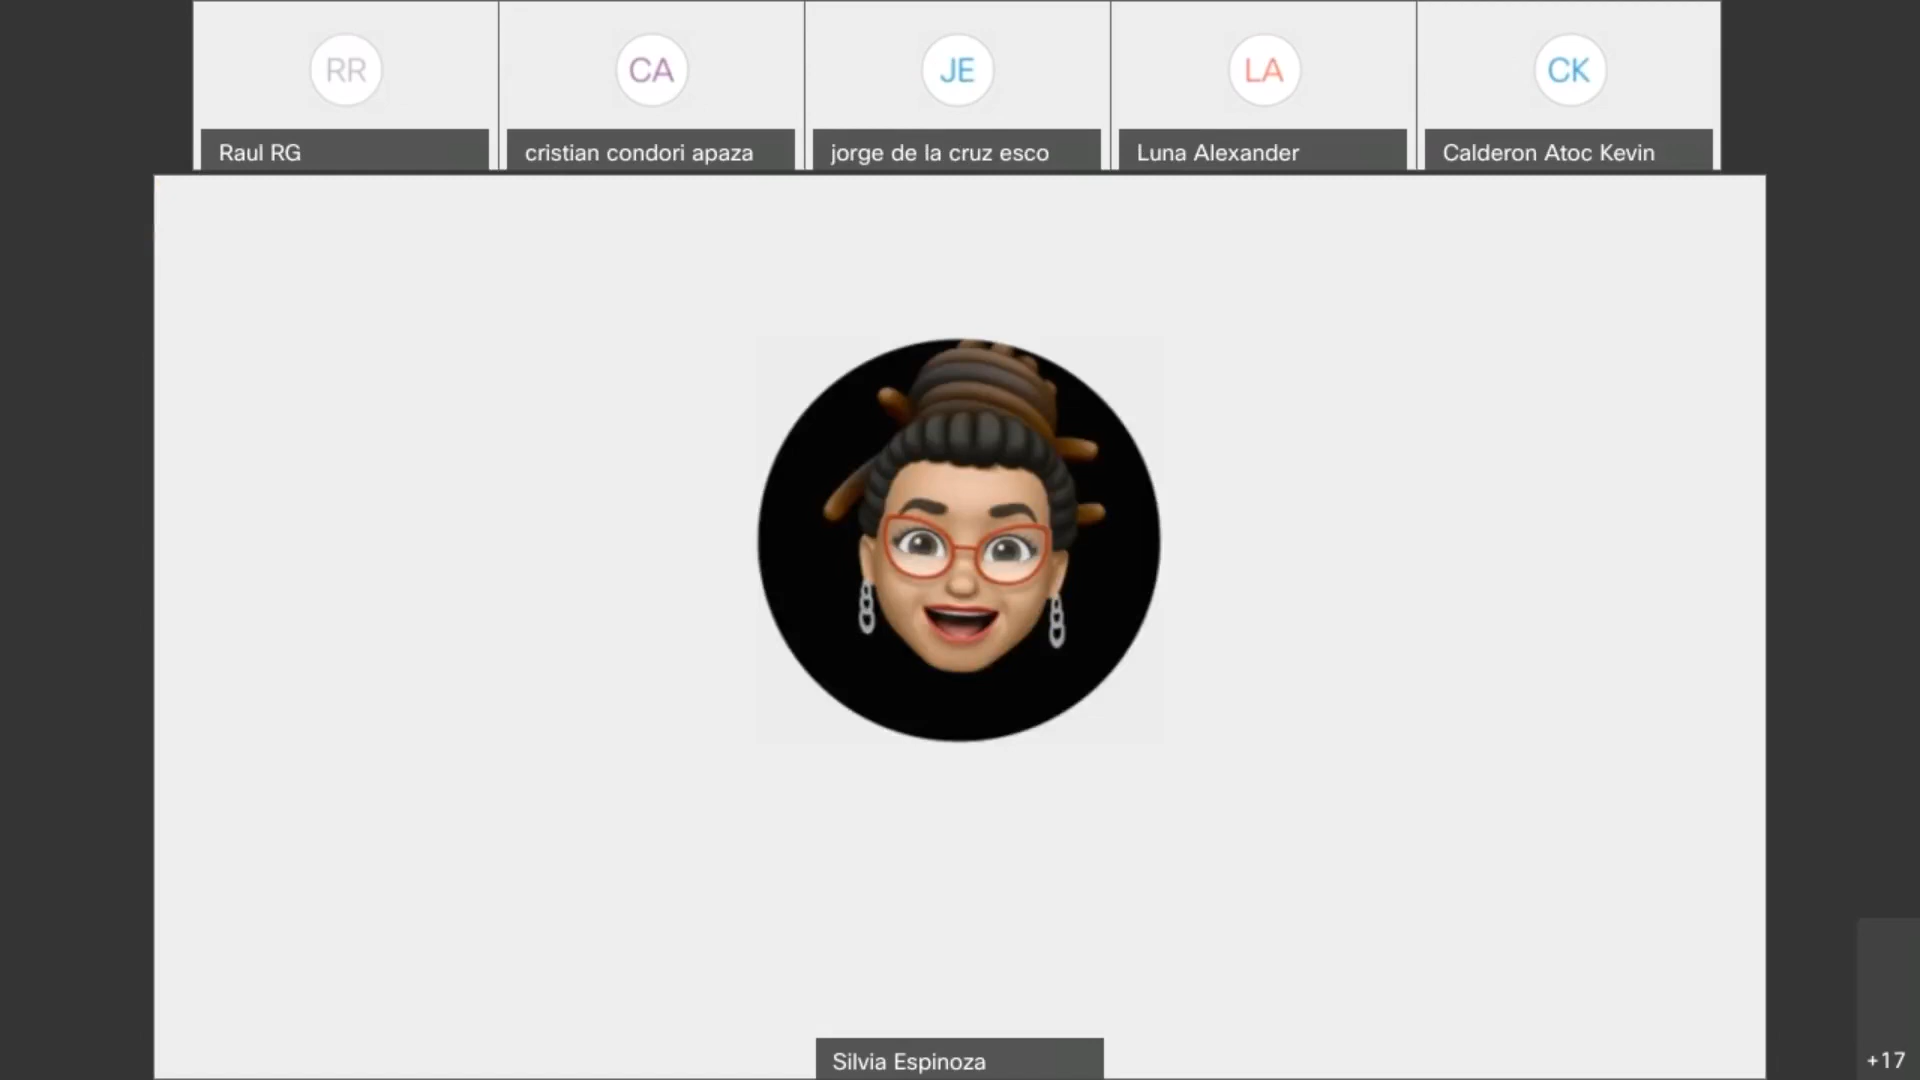 RR
CA
JE
LA
CK
Raul RG
cristian condori apaza
jorge de la cruz esco
Luna Alexander
Calderon Atoc Kevin
Silvia Espinoza
+17